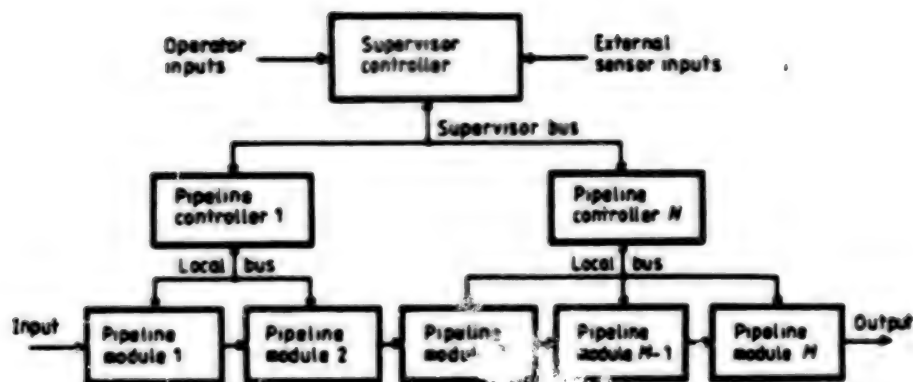 Operator
inputs
Supervisor
controller
External
sensor inputs
Supervisor bus
Pipeline
controller 1
Pipeline
controller N
Local bus
Local bus
Input
Pipeline
module 1
Pipeline
module 2
Pipeline
Pipeline
module M-1
Pipeline
module M
Output